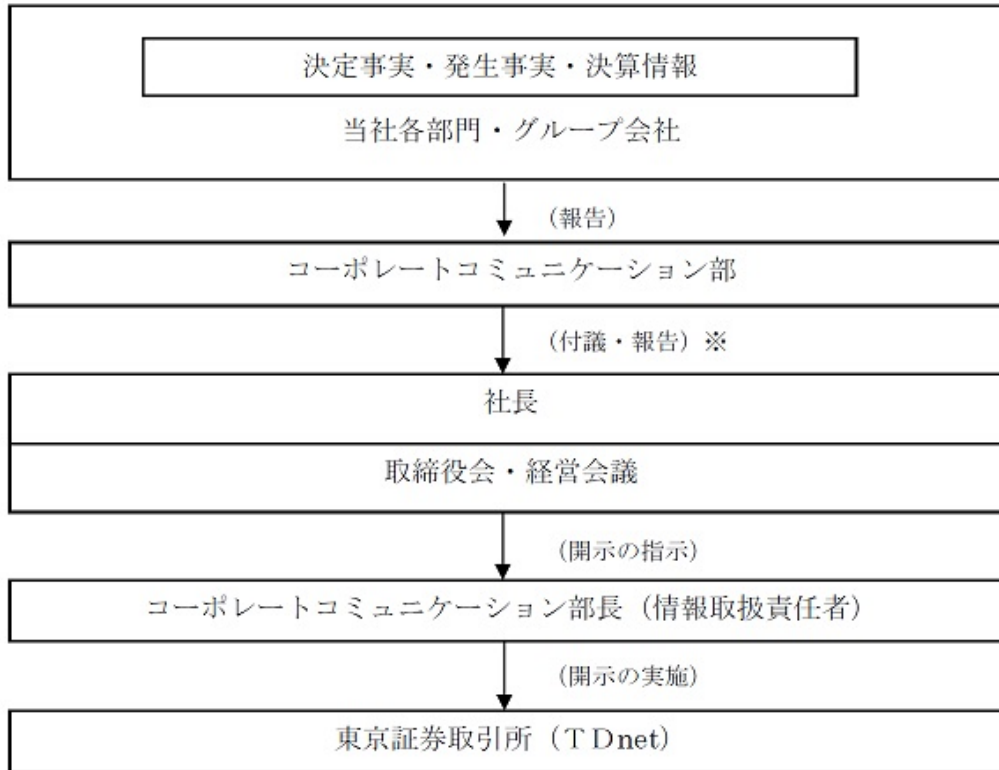 決定事実・発生事実・決算情報
当社各部門・グループ会社
（報告）
コーポレートコミュニケーション部
（付議・報告）※
社長
取締役会・経営会議
（開示の指示）
コーポレートコミュニケーション部長（情報取扱責任者）
（開示の実施）
東京証券取引所（ＴＤnet）